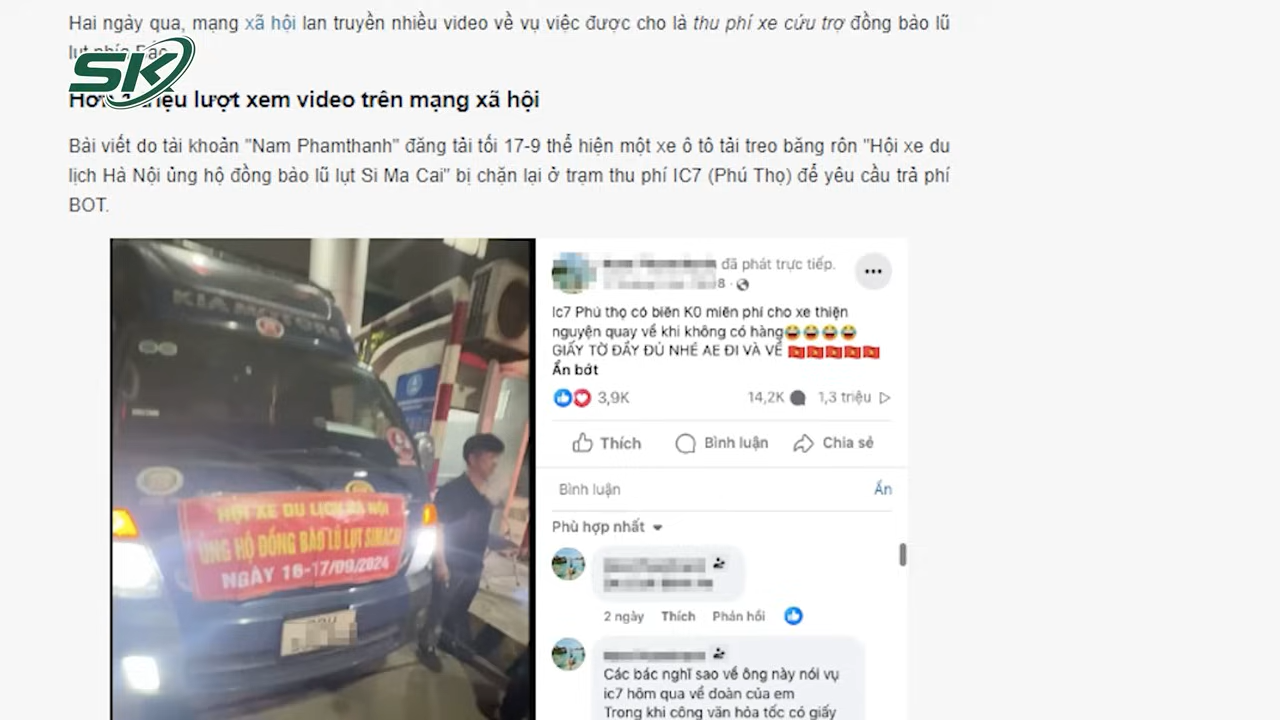 Hai ngày qua, mạng xã hội lan truyền nhiều video về vụ việc được cho là thu phí xe cứu trợ đồng bào lũ
lụt phía Bắc
SK
Hơn 1 triệu lượt xem video trên mạng xã hội
Bài viết do tài khoản "Nam Phamthanh" đăng tải tối 17-9 thể hiện một xe ô tô tải treo băng rôn "Hội xe du
lịch Hà Nội ủng hộ đồng bào lũ lụt Si Ma Cai" bị chặn lại ở trạm thu phí IC7 (Phú Thọ) để yêu cầu trả phí
BOT.
KIA MOTORS
HỘI XE DU LỊCH HÀ NỘI
ỦNG HỘ ĐỒNG BÀO LŨ LỤT SIMACAI
NGÀY 16-17/09/2024
đã phát trực tiếp.
8
Ic7 Phú thọ có biên K0 miên phí cho xe thiện
nguyện quay về khi không có hàng😂😂😂😂
GIẤY TỜ ĐẦY ĐỦ NHÉ AE ĐI VÀ VỀ 🇻🇳🇻🇳🇻🇳🇻🇳🇻🇳
Ẩn bớt
3,9K
14,2K
1,3 triệu
Thích
Bình luận
Chia sẻ
Bình luận
Ẩn
Phù hợp nhất
2 ngày Thích Phản hồi
Các bác nghĩ sao về ông này nói vụ
ic7 hôm qua về đoàn của em
Trong khi công văn hỏa tốc có giấy